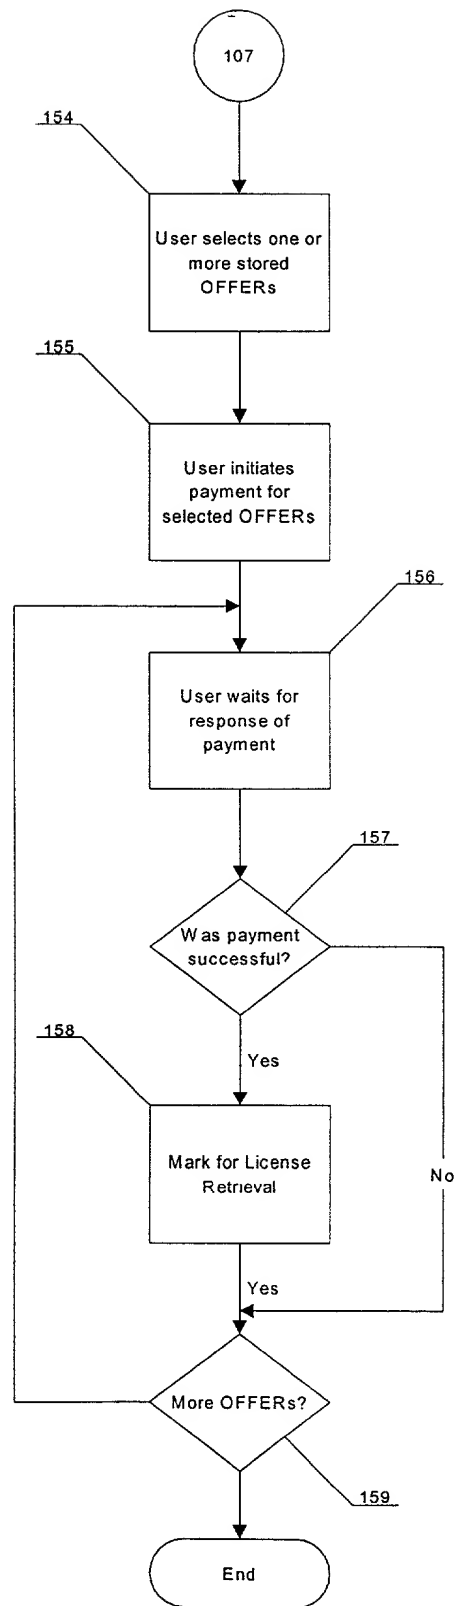 107
154
User selects one or
more stored
OFFERs
155
User initiates
payment for
selected OFFERs
156
User waits for
response of
payment
157
Was payment
successful?
158
Yes
Mark for License
Retrieval
No
Yes
More OFFERs?
159
End